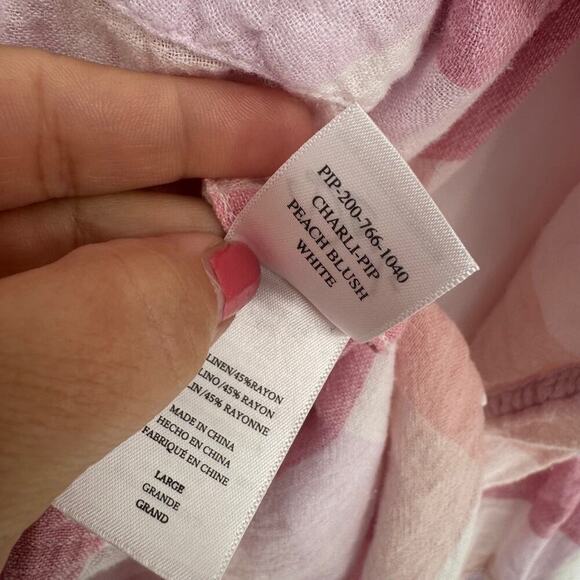 PIP-200-766-1040
CHARLI-PIP
PEACH BLUSH
WHITE
LINEN/45%RAYON
LINO/45% RAYON
LIN/45% RAYONNE
MADE IN CHINA
HECHO EN CHINA
FABRIQUÉ EN CHINE
LARGE
GRANDE
GRAND